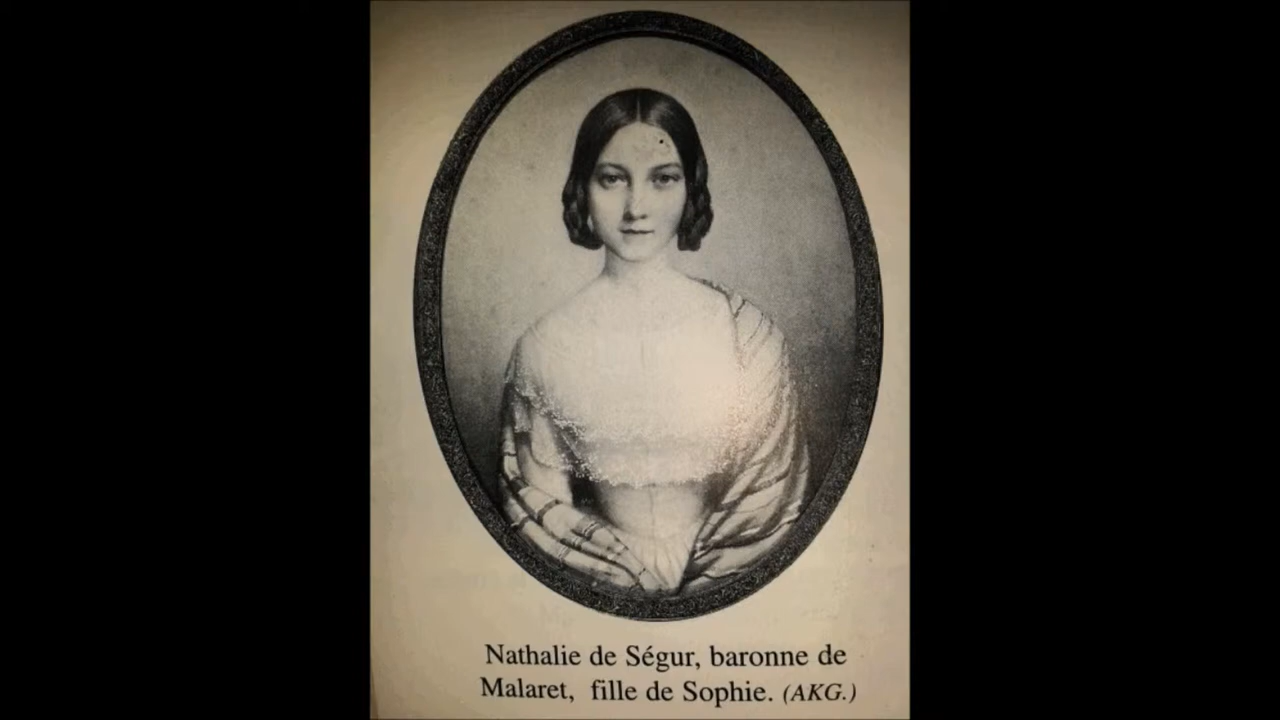 Nathalie de Ségur, baronne de
Malaret, fille de Sophie. (AKG.)